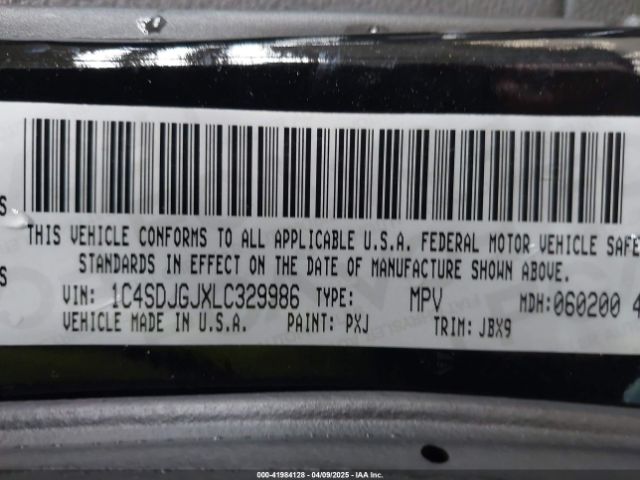 THIS VEHICLE CONFORMS TO ALL APPLICABLE U.S.A. FEDERAL MOTOR VEHICLE SAFE
STANDARDS IN EFFECT ON THE DATE OF MANUFACTURE SHOWN ABOVE.
VIN: 1C4SDJGJXLC329986 TYPE: MPV MDH:060200 4
VEHICLE MADE IN U.S.A. PAINT: PXJ TRIM: JBX9
000-41984128 - 04/09/2025 - IAA Inc.